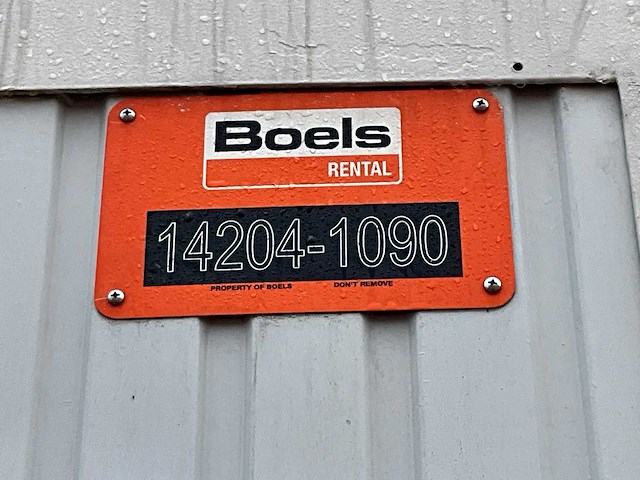 Boels
RENTAL
14204-1090
PROPERTY OF BOELS DON'T REMOVE